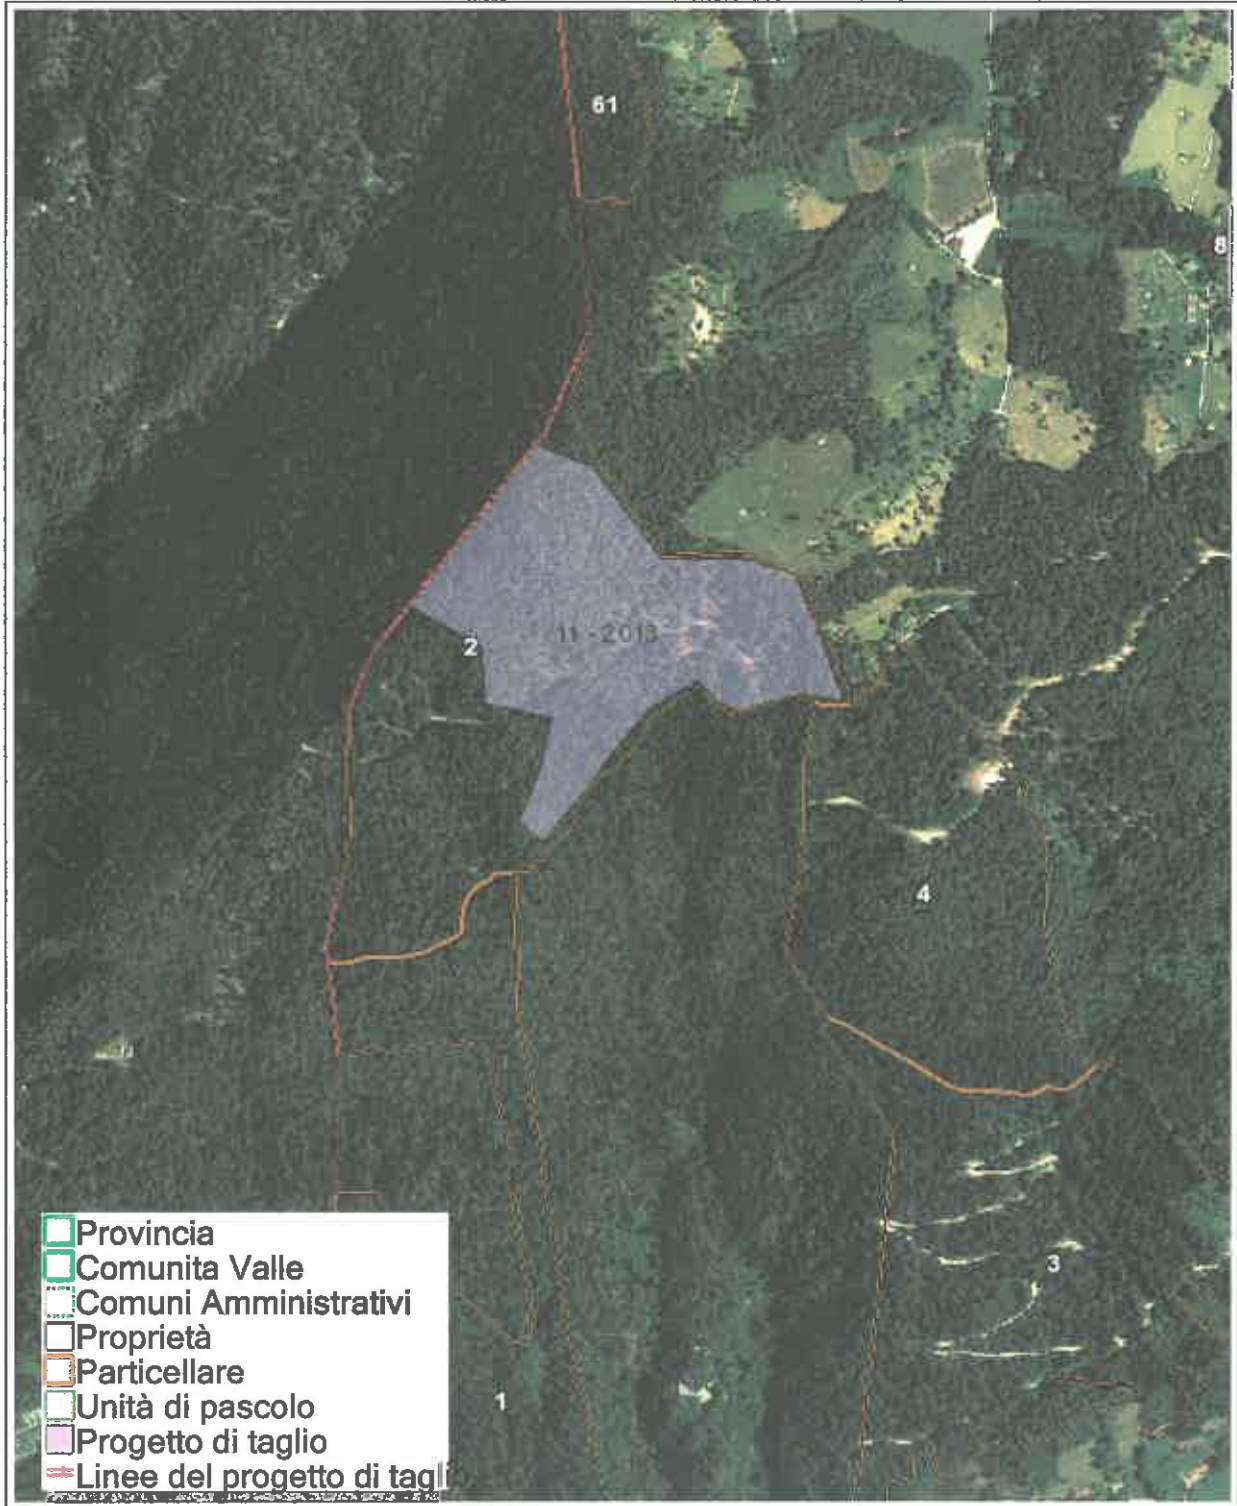 61
8
11 - 2013
2
4
3
1
Provincia
Comunita Valle
Comuni Amministrativi
Proprietà
Particellare
Unità di pascolo
Progetto di taglio
Linee del progetto di tagli